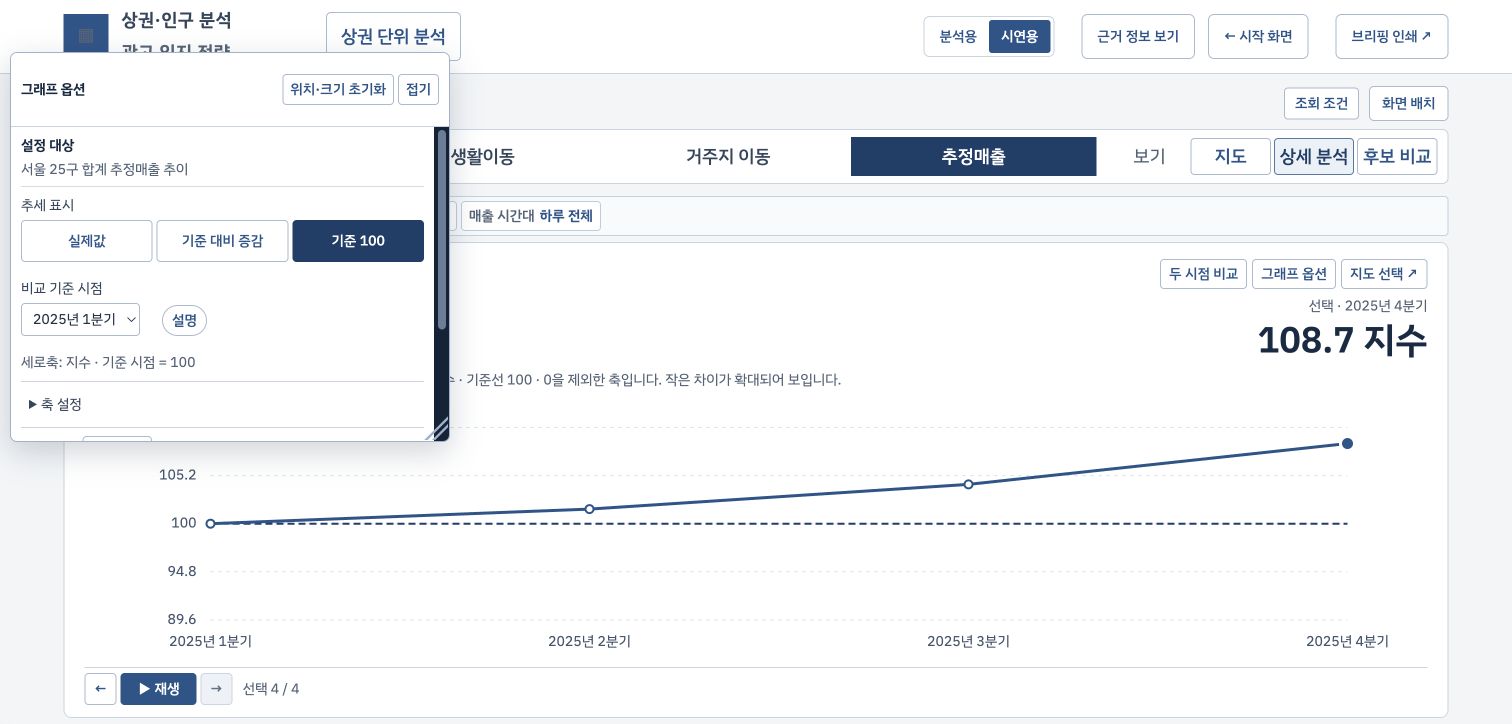 상권·인구 분석
상권 단위 분석
분석용 시연용
근거 정보 보기
← 시작 화면
브리핑 인쇄 ↗
그래프 옵션
위치·크기 초기화 접기
조회 조건 화면 배치
설정 대상
서울 25구 합계 추정매출 추이
추세 표시
실제값 기준 대비 증감 기준 100
비교 기준 시점
2025년 1분기 설명
세로축: 지수 · 기준 시점 = 100
▶ 축 설정
생활이동 거주지 이동 추정매출 보기 지도 상세 분석 후보 비교
매출 시간대 하루 전체
두 시점 비교 그래프 옵션 지도 선택 ↗
선택 · 2025년 4분기
108.7 지수
· 기준선 100 · 0을 제외한 축입니다. 작은 차이가 확대되어 보입니다.
105.2
100
94.8
89.6
2025년 1분기 2025년 2분기 2025년 3분기 2025년 4분기
← ▶ 재생 → 선택 4 / 4